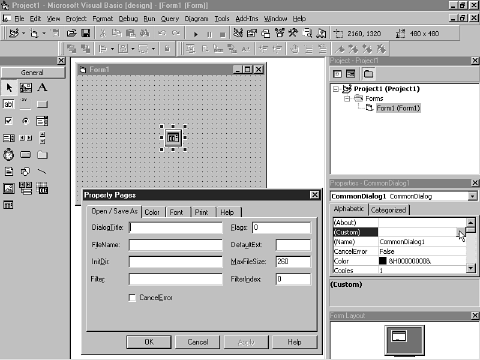 Project1 - Microsoft Visual Basic [design] - [Form1 (Form)]
File Edit View Project Format Debug Run Query Diagram Tools Add-Ins Window Help
2160, 1320
480 x 480
General
A
ab|
Form1
Project - Project1
Project1 (Project1)
Forms
Form1 (Form1)
Properties - CommonDialog1
CommonDialog1 CommonDialog
Alphabetic Categorized
(About)
(Custom)
(Name) CommonDialog1
CancelError False
Color &H00000000&
Copies 1
(Custom)
Form Layout
Property Pages
Open / Save As Color Font Print Help
DialogTitle: Flags: 0
FileName: DefaultExt:
InitDir: MaxFileSize: 260
Filter: FilterIndex: 0
CancelError
OK Cancel Apply Help